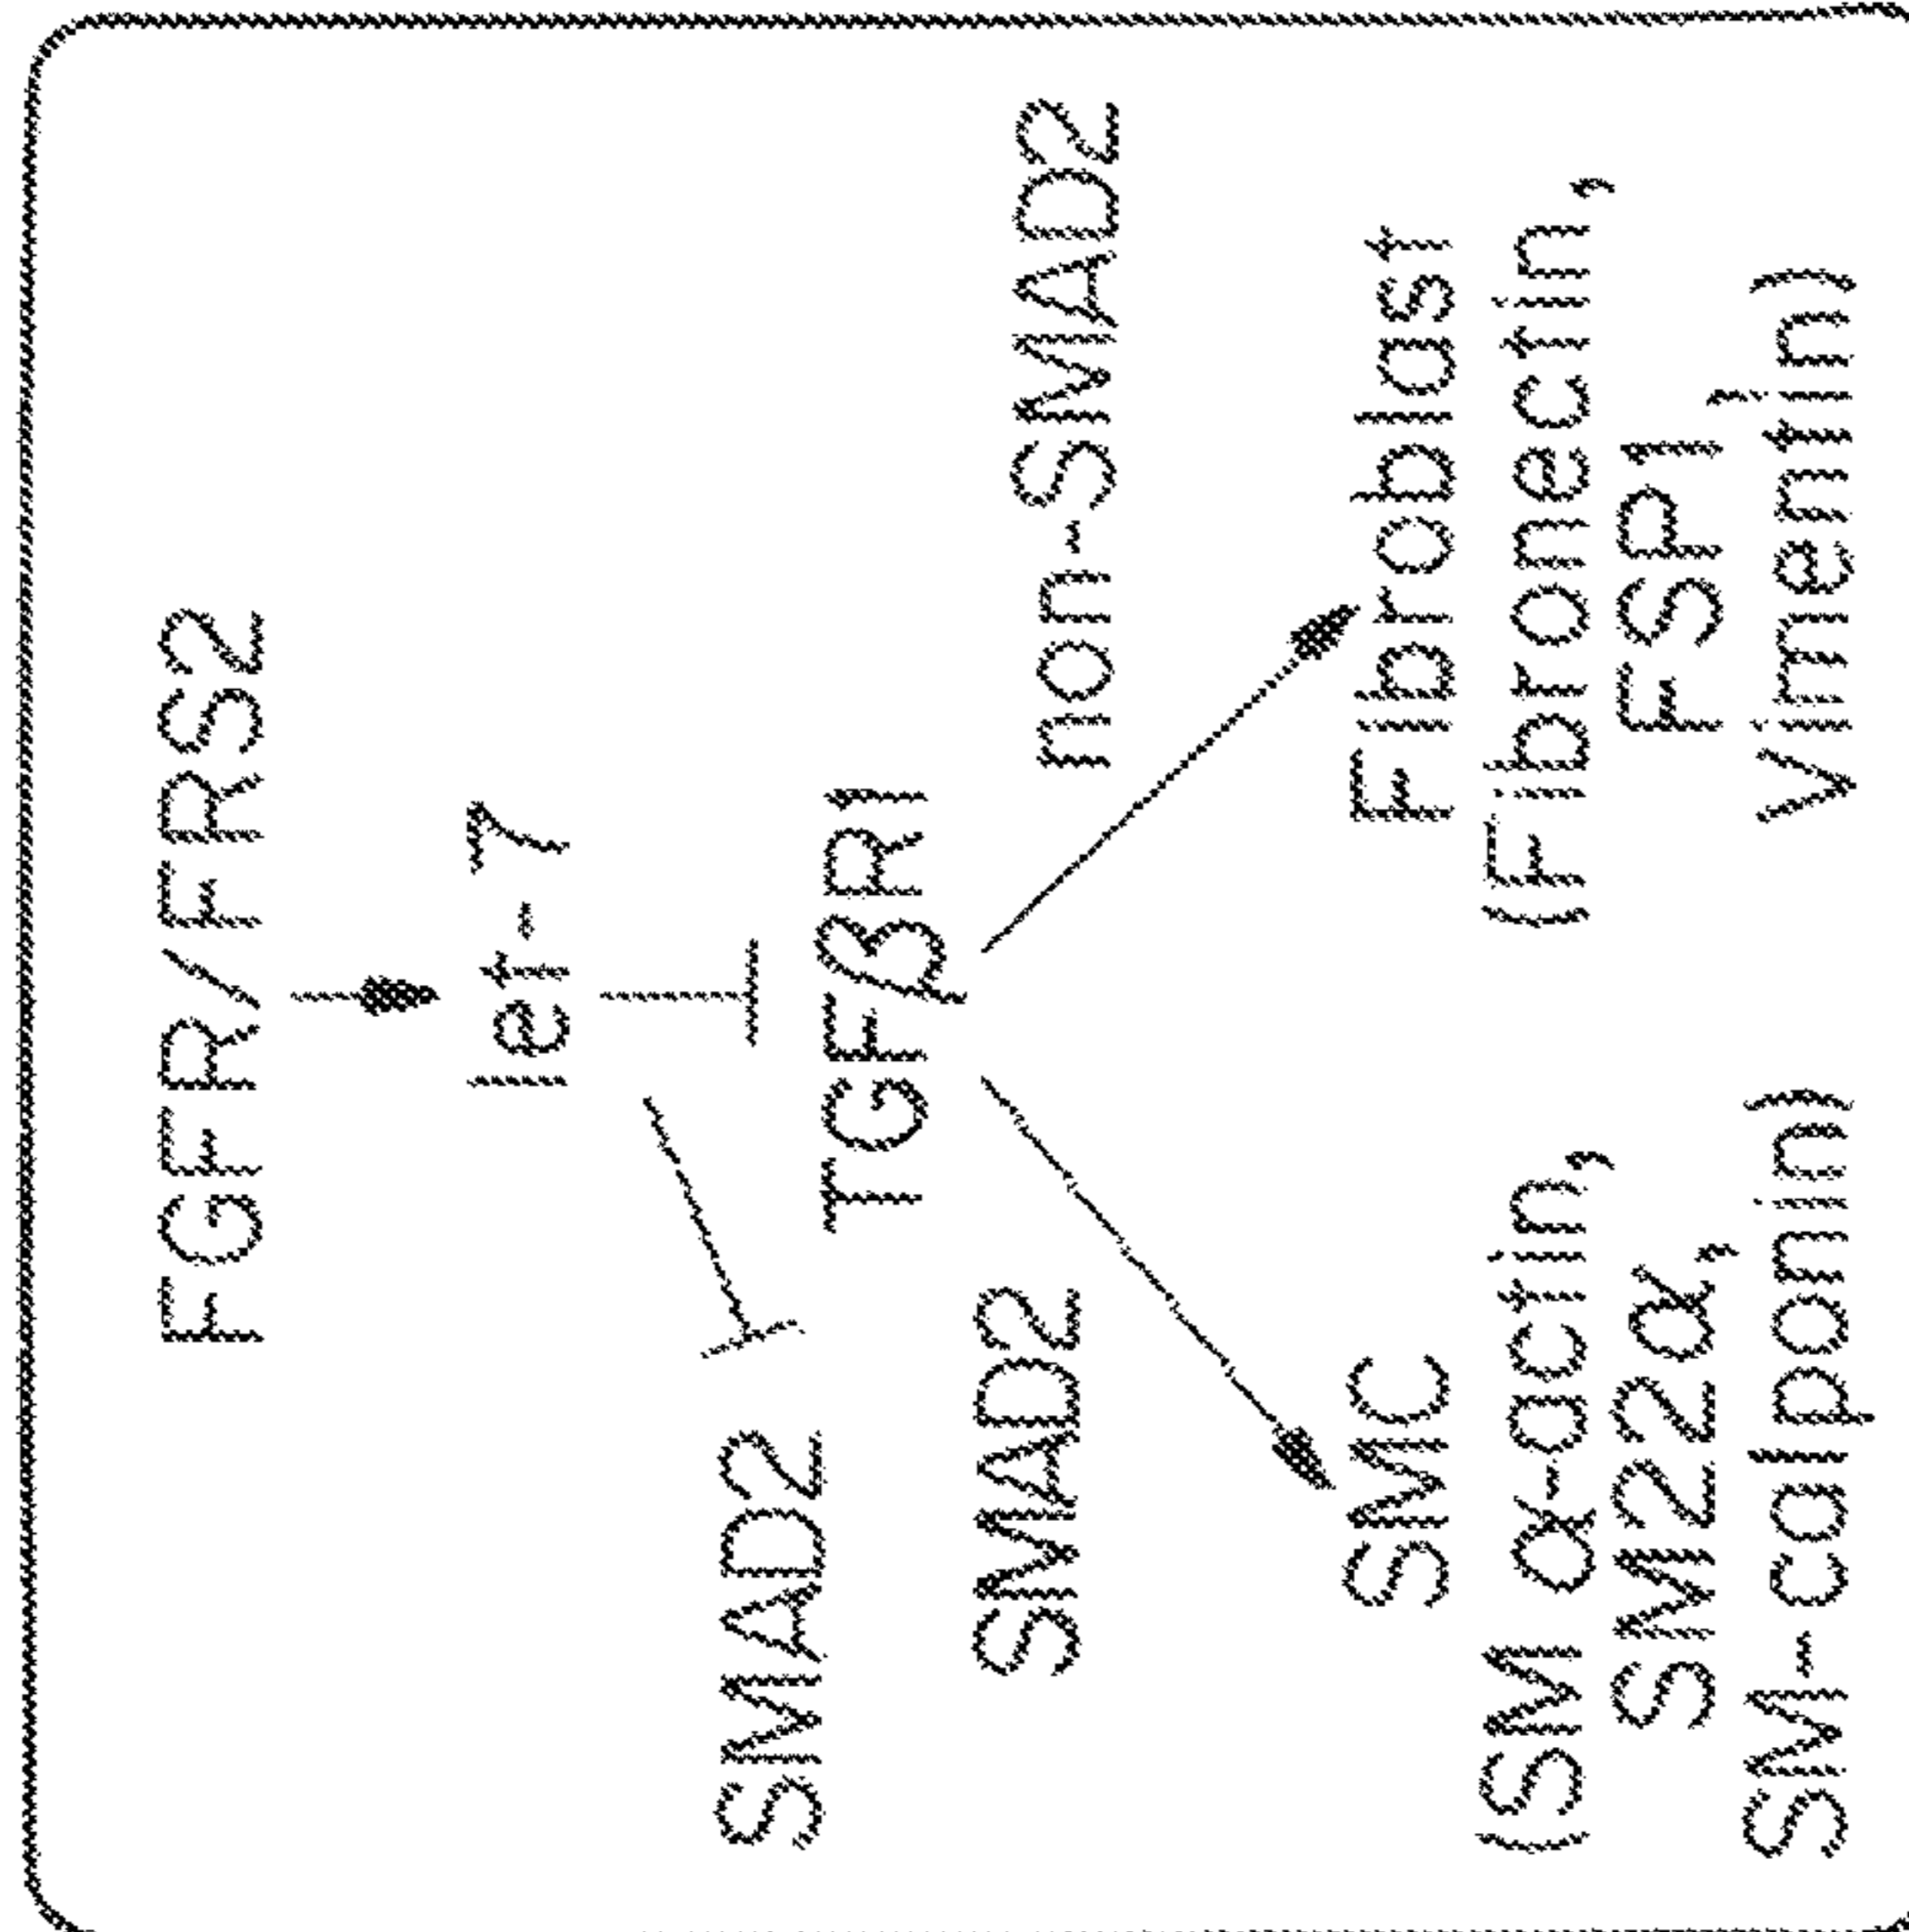 FGFR/FRS2
let-7
SMAD2
TGFβR1
SMAD2
non-SMAD2
SMC
(SM α-actin,
SM22α,
SM-calponin)
Fibroblast
(Fibronectin,
FSP1,
Vimentin)